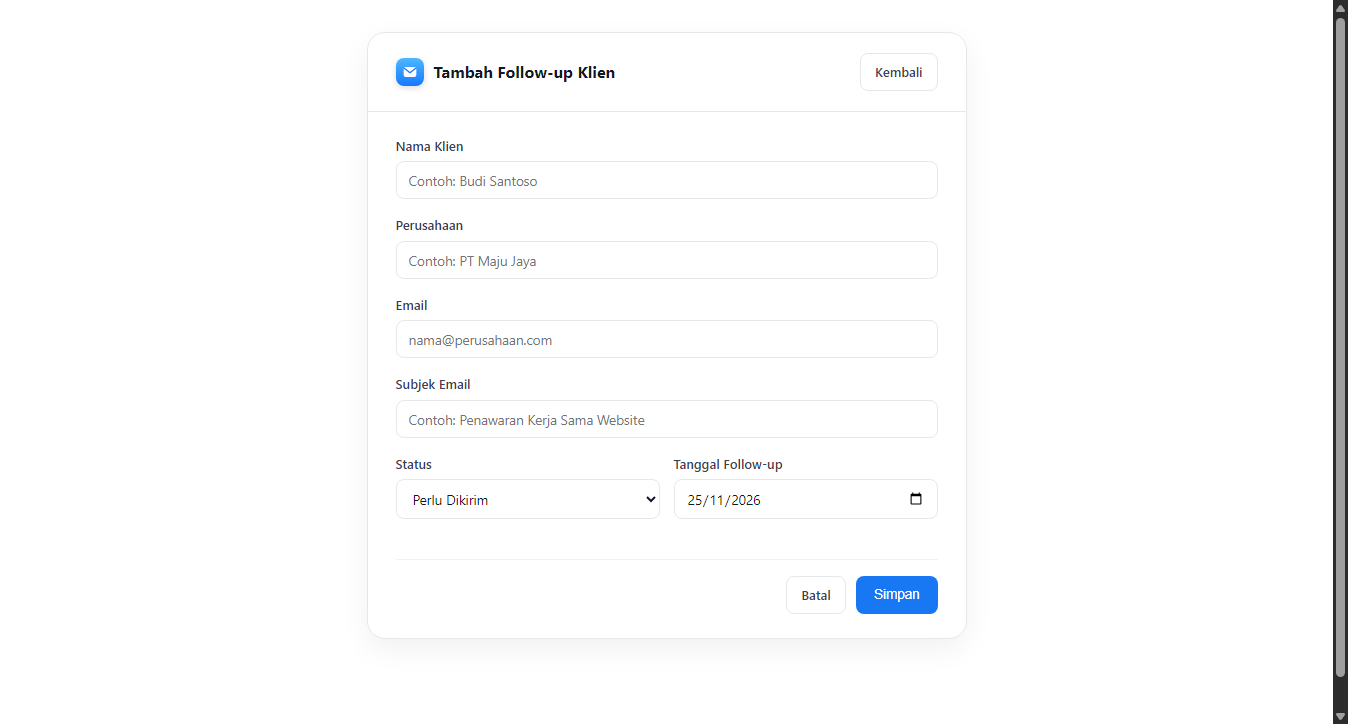 Tambah Follow-up Klien
Kembali
Nama Klien
Contoh: Budi Santoso
Perusahaan
Contoh: PT Maju Jaya
Email
nama@perusahaan.com
Subjek Email
Contoh: Penawaran Kerja Sama Website
Status
Tanggal Follow-up
Perlu Dikirim
25/11/2026
Batal
Simpan